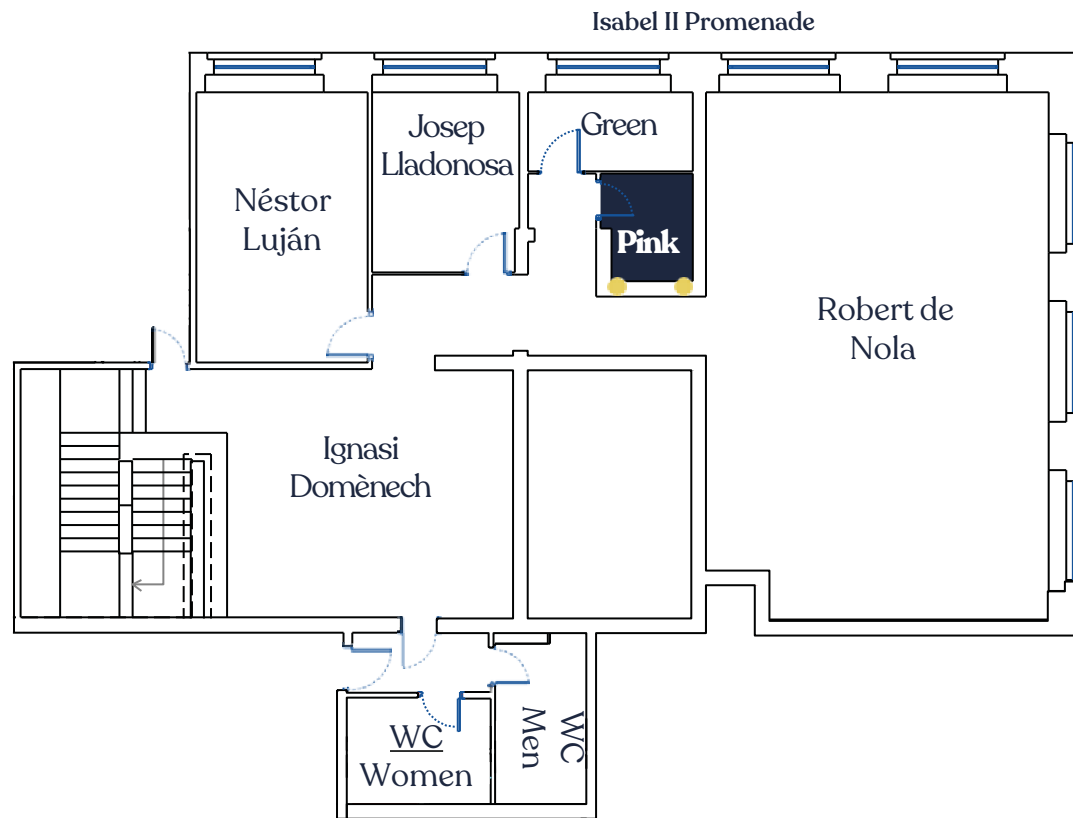 Isabel II Promenade
Josep
Lladonosa
Green
Néstor
Luján
Pink
Robert de
Nola
Ignasi
Domènech
WC
Women
WC
Men